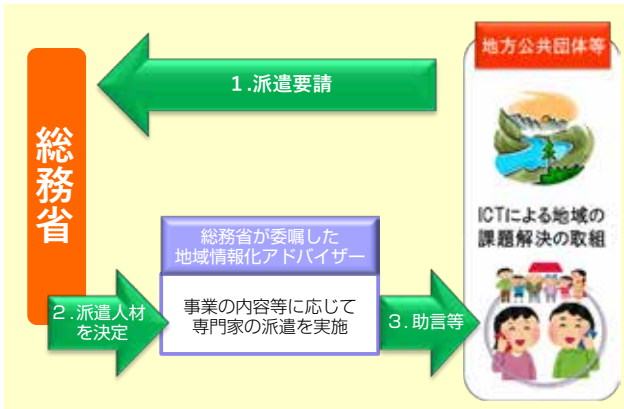 地方公共団体等
１.派遣要請
総務省
ICTによる地域の
課題解決の取組
総務省が委嘱した
地域情報化アドバイザー
２.派遣人材
を決定
事業の内容等に応じて
専門家の派遣を実施
３.助言等